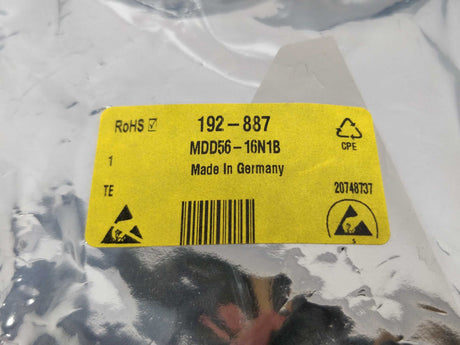 RoHS ☑ 192-887
MDD56-16N1B
CPE
1 Made In Germany
TE 20748737
S